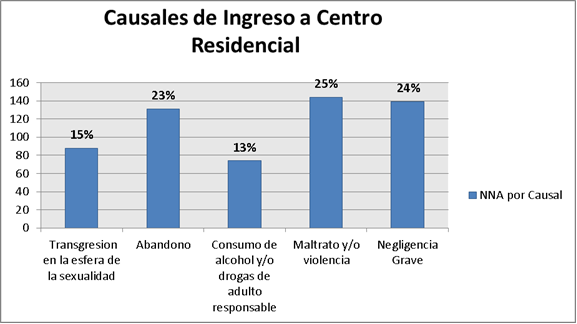 Causales de Ingreso a Centro
Residencial
160
140
120
100
80
60
40
20
0
15%
23%
13%
25%
24%
Transgresion
en la esfera de
la sexualidad
Abandono
Consumo de
alcohol y/o
drogas de
adulto
responsable
Maltrato y/o
violencia
Negligencia
Grave
NNA por Causal